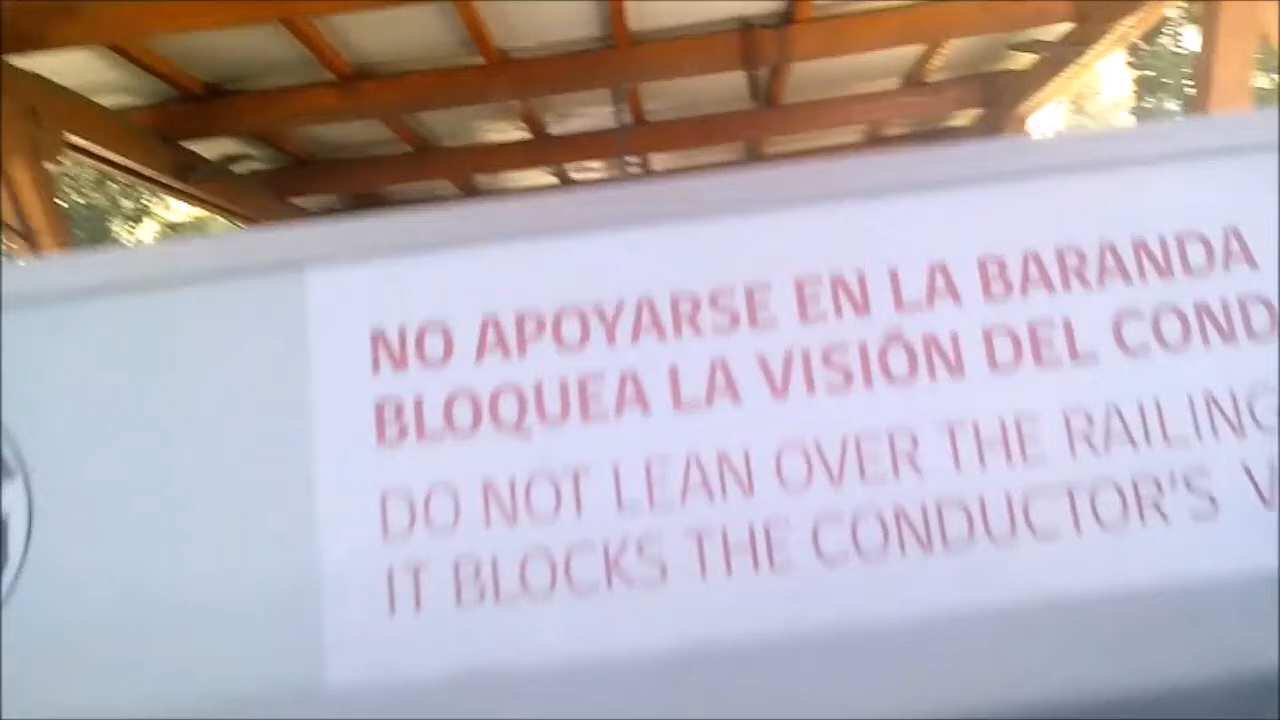 NO APOYARSE EN LA BARANDA
BLOQUEA LA VISIÓN DEL COND
DO NOT LEAN OVER THE RAILING
IT BLOCKS THE CONDUCTOR'S V